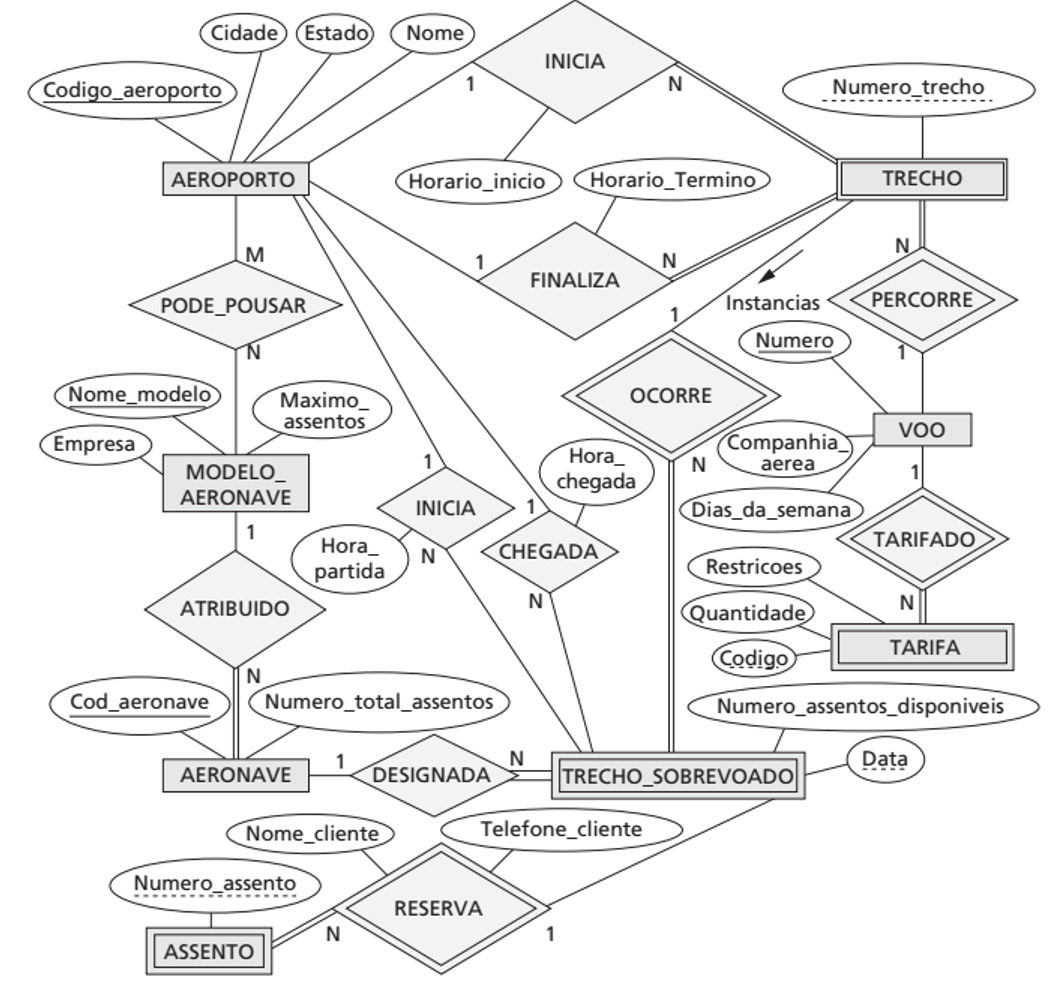 Cidade
Estado
Nome
INICIA
Codigo_aeroporto
1
N
Numero_trecho
AEROPORTO
Horario_inicio
Horario_Termino
TRECHO
M
1
FINALIZA
N
N
PODE_POUSAR
Instancias
PERCORRE
1
Numero
1
N
Nome_modelo
Maximo_
assentos
OCORRE
Empresa
VOO
MODELO_
AERONAVE
1
Hora_
chegada
N
Companhia_
aerea
1
INICIA
1
Dias_da_semana
1
Hora_
partida
N
CHEGADA
TARIFADO
Restricoes
ATRIBUIDO
N
N
Quantidade
TARIFA
Codigo
N
Cod_aeronave
Numero_total_assentos
Numero_assentos_disponiveis
AERONAVE
1
DESIGNADA
N
TRECHO_SOBREVOADO
Data
Nome_cliente
Telefone_cliente
Numero_assento
RESERVA
N
1
ASSENTO